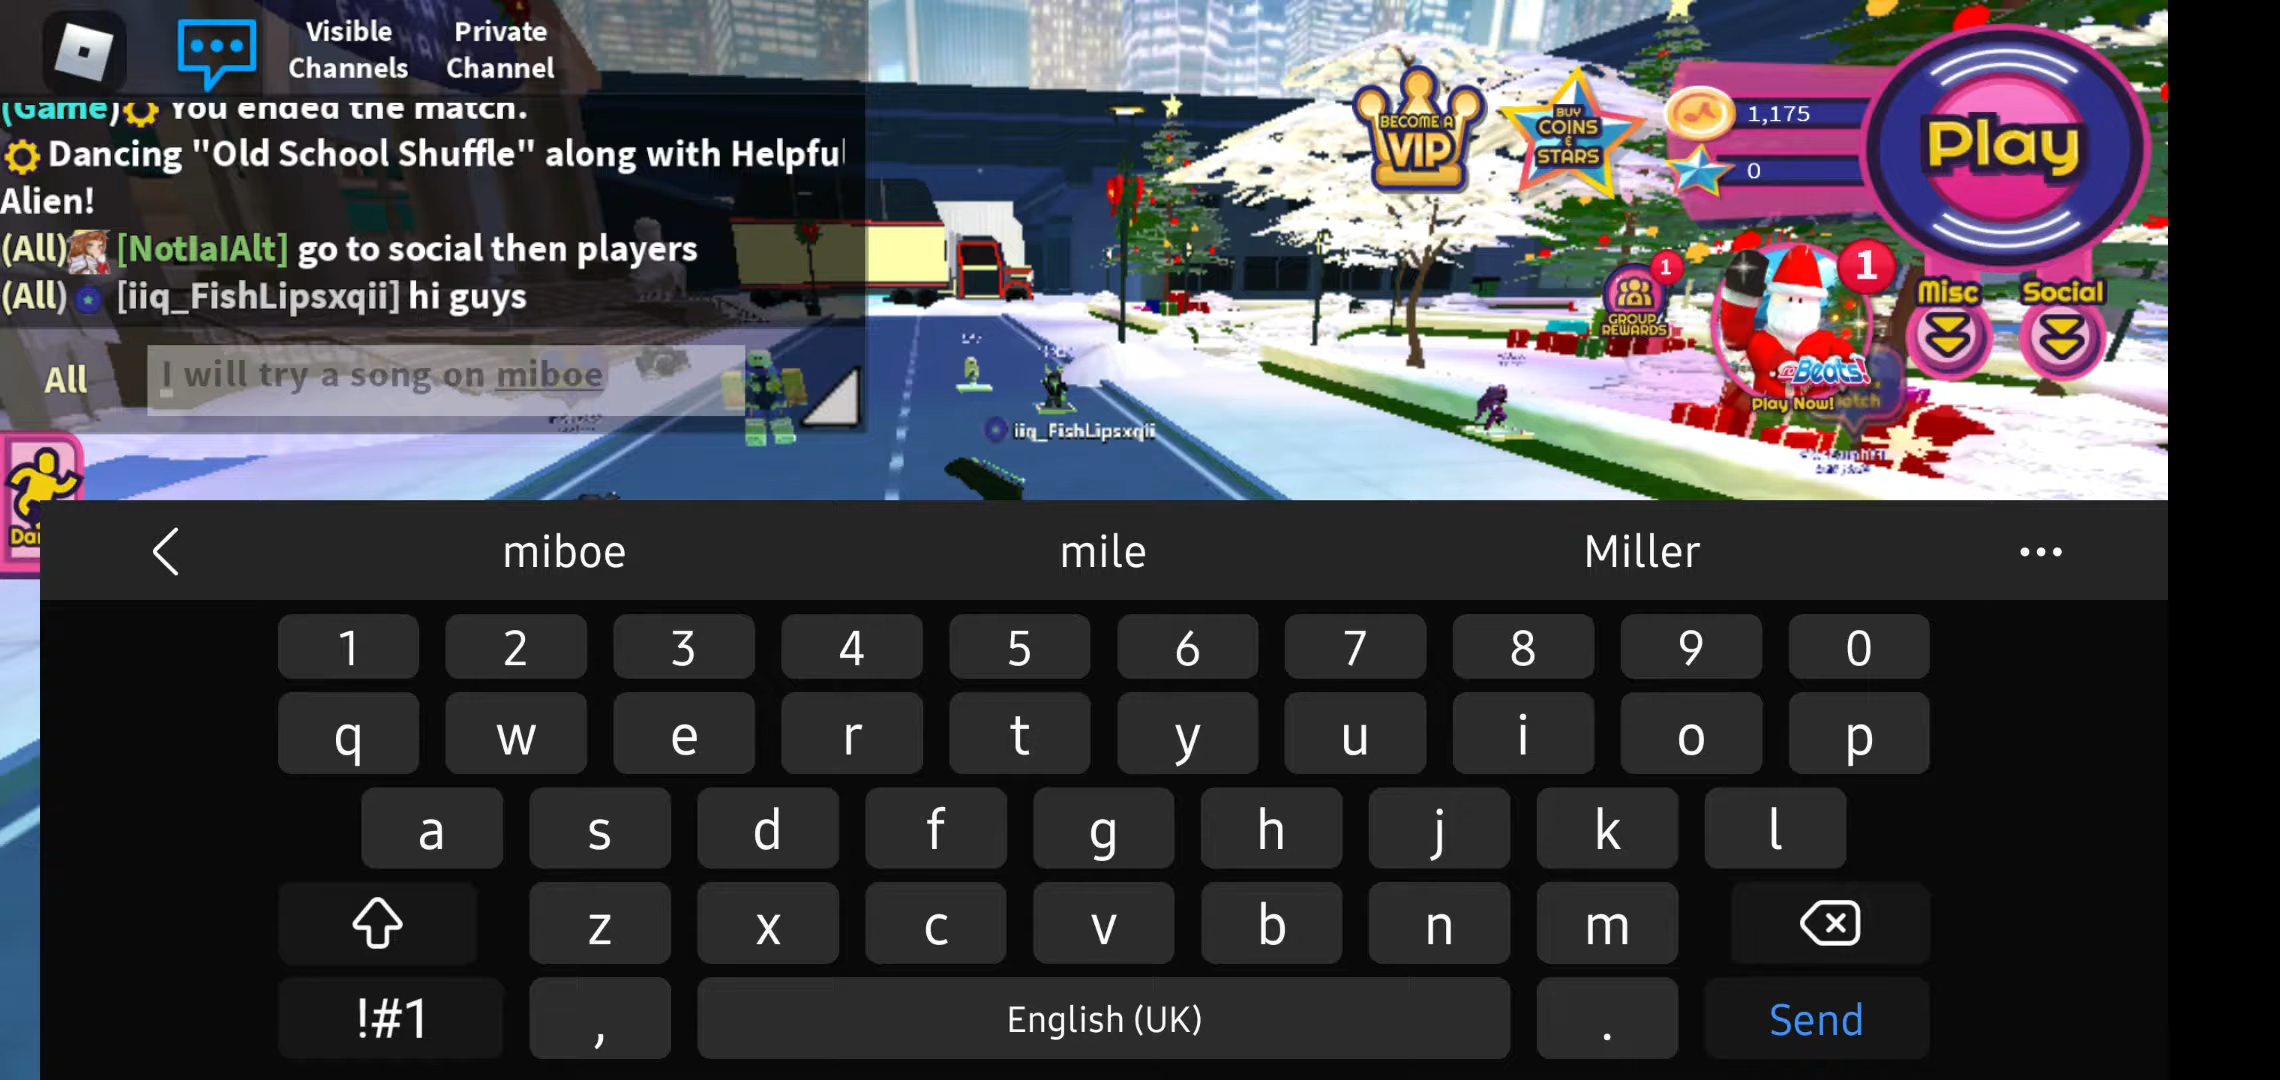 Visible Channels
Private Channel
(Game) You ended the match.
Dancing "Old School Shuffle" along with Helpful
Alien!
(All) [NotIaIAlt] go to social then players
(All) [iiq_FishLipsxqii] hi guys
All
I will try a song on miboe
BECOME A
VIP
BUY
COINS
&
STARS
1,175
0
Play
1
GROUP
REWARDS
1
Misc
Social
roBeats!
Play Now!
iiq_FishLipsxqii
miboe
mile
Miller
1 2 3 4 5 6 7 8 9 0
q w e r t y u i o p
a s d f g h j k l
z x c v b n m
!#1 , English (UK) . Send